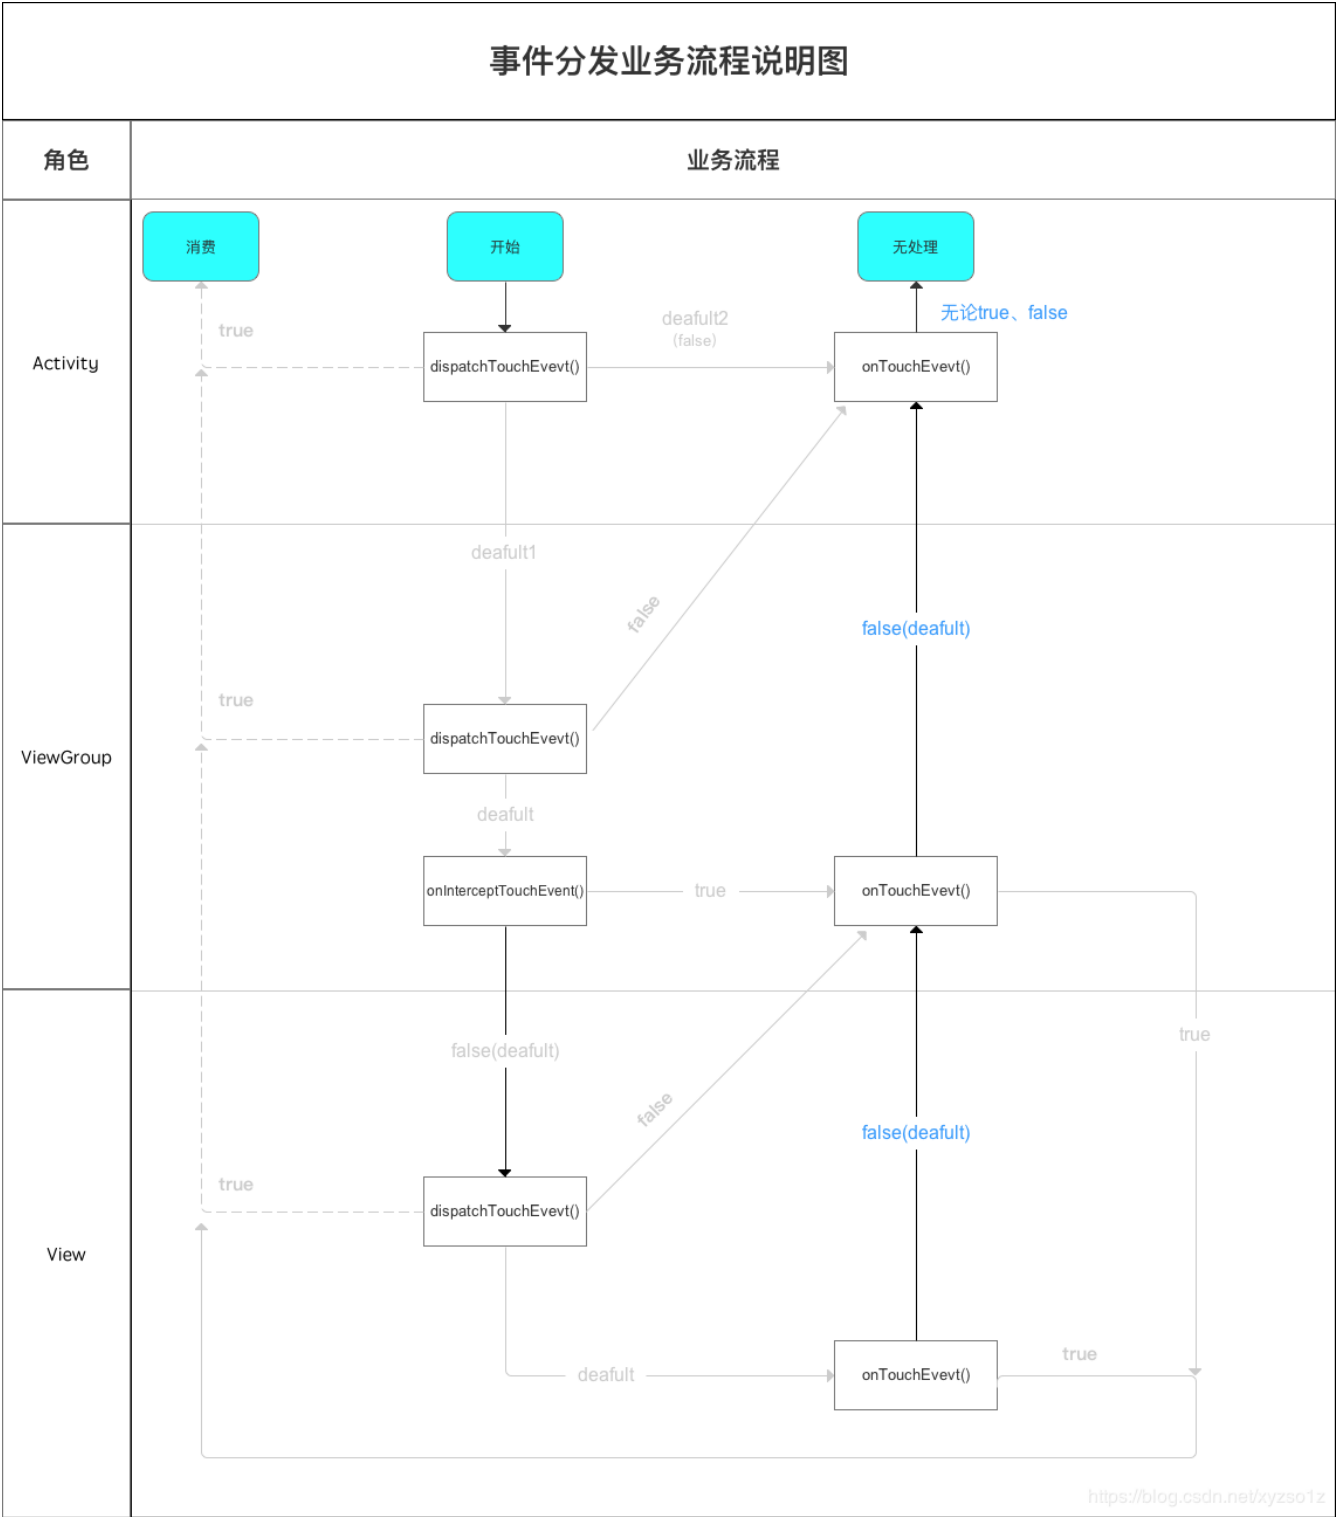 事件分发业务流程说明图
角色
业务流程
消费
开始
无处理
无论true、false
true
deafult2
(false)
Activity
dispatchTouchEvevt()
onTouchEvevt()
deafult1
false
false(deafult)
true
dispatchTouchEvevt()
ViewGroup
deafult
onInterceptTouchEvent()
true
onTouchEvevt()
true
false(deafult)
false
false(deafult)
true
dispatchTouchEvevt()
View
true
deafult
onTouchEvevt()
https://blog.csdn.net/xyzso1z